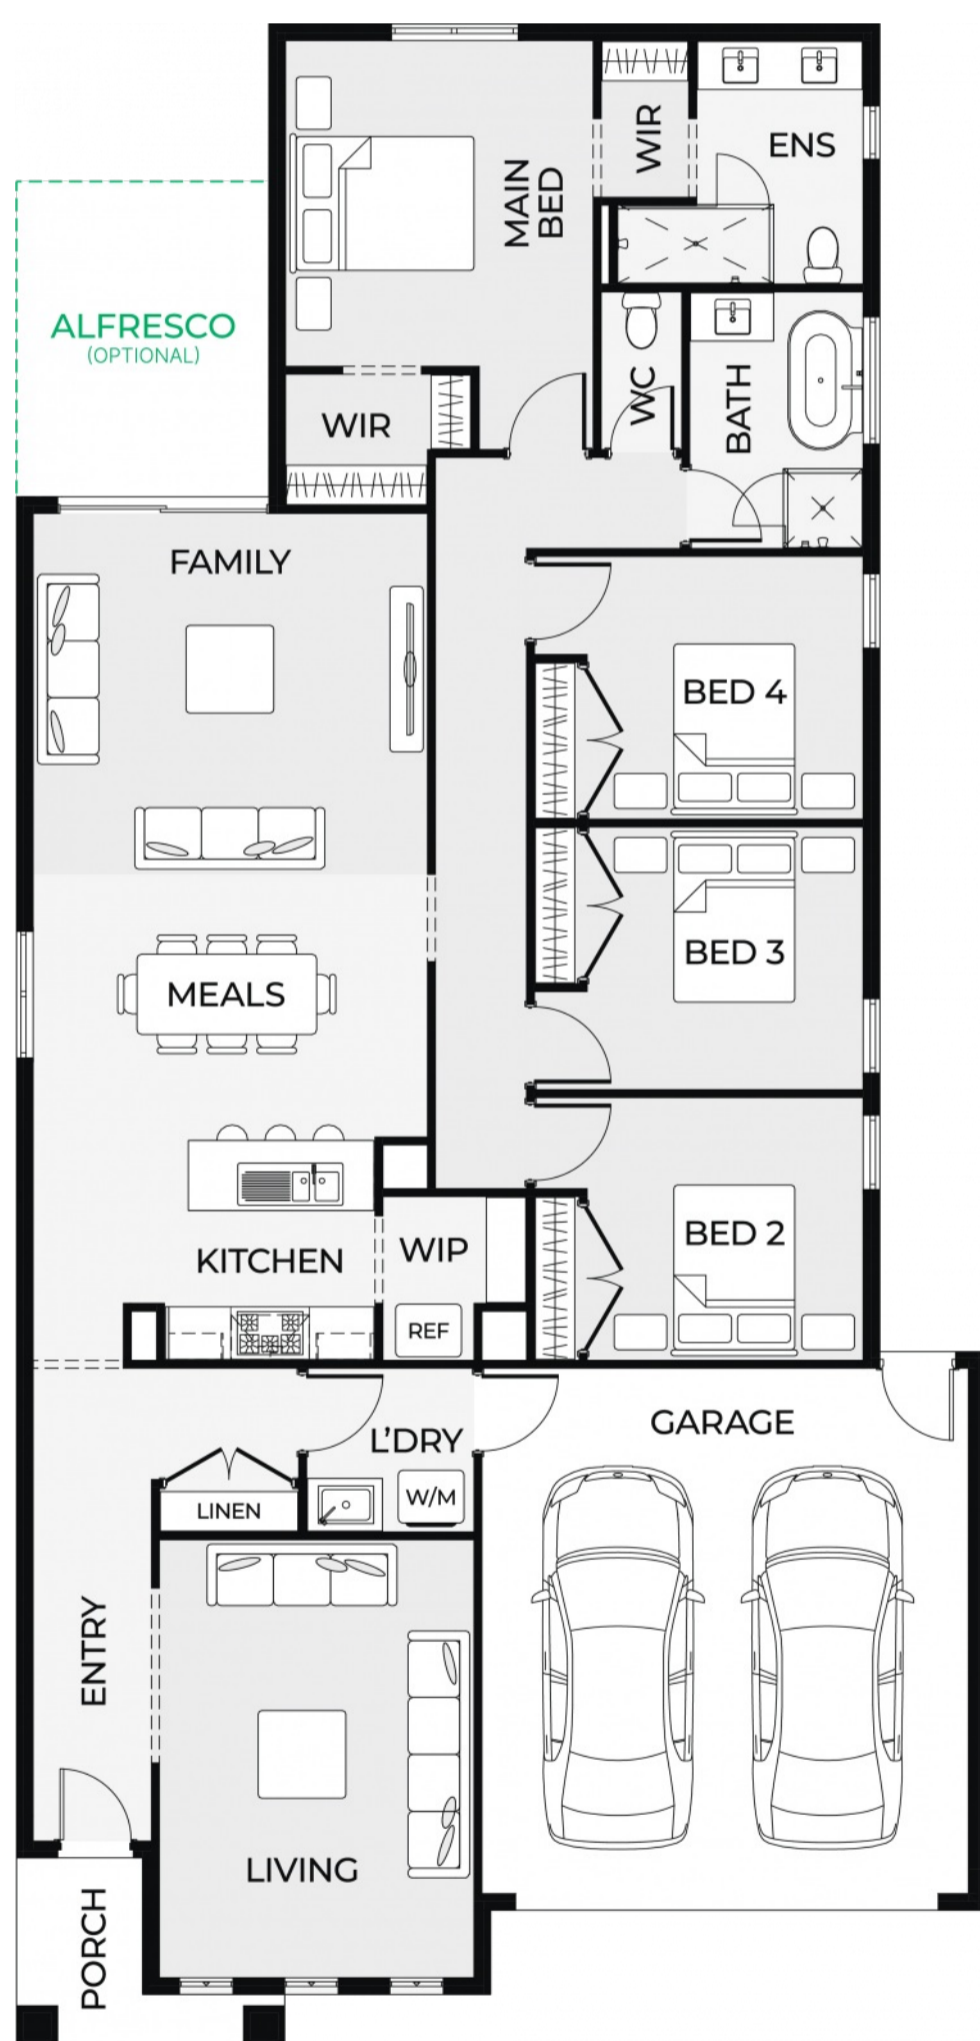 WIR
ENS
MAIN
BED
ALFRESCO
(OPTIONAL)
WC
BATH
WIR
FAMILY
BED 4
BED 3
MEALS
BED 2
KITCHEN
WIP
REF
GARAGE
L'DRY
W/M
LINEN
ENTRY
LIVING
PORCH